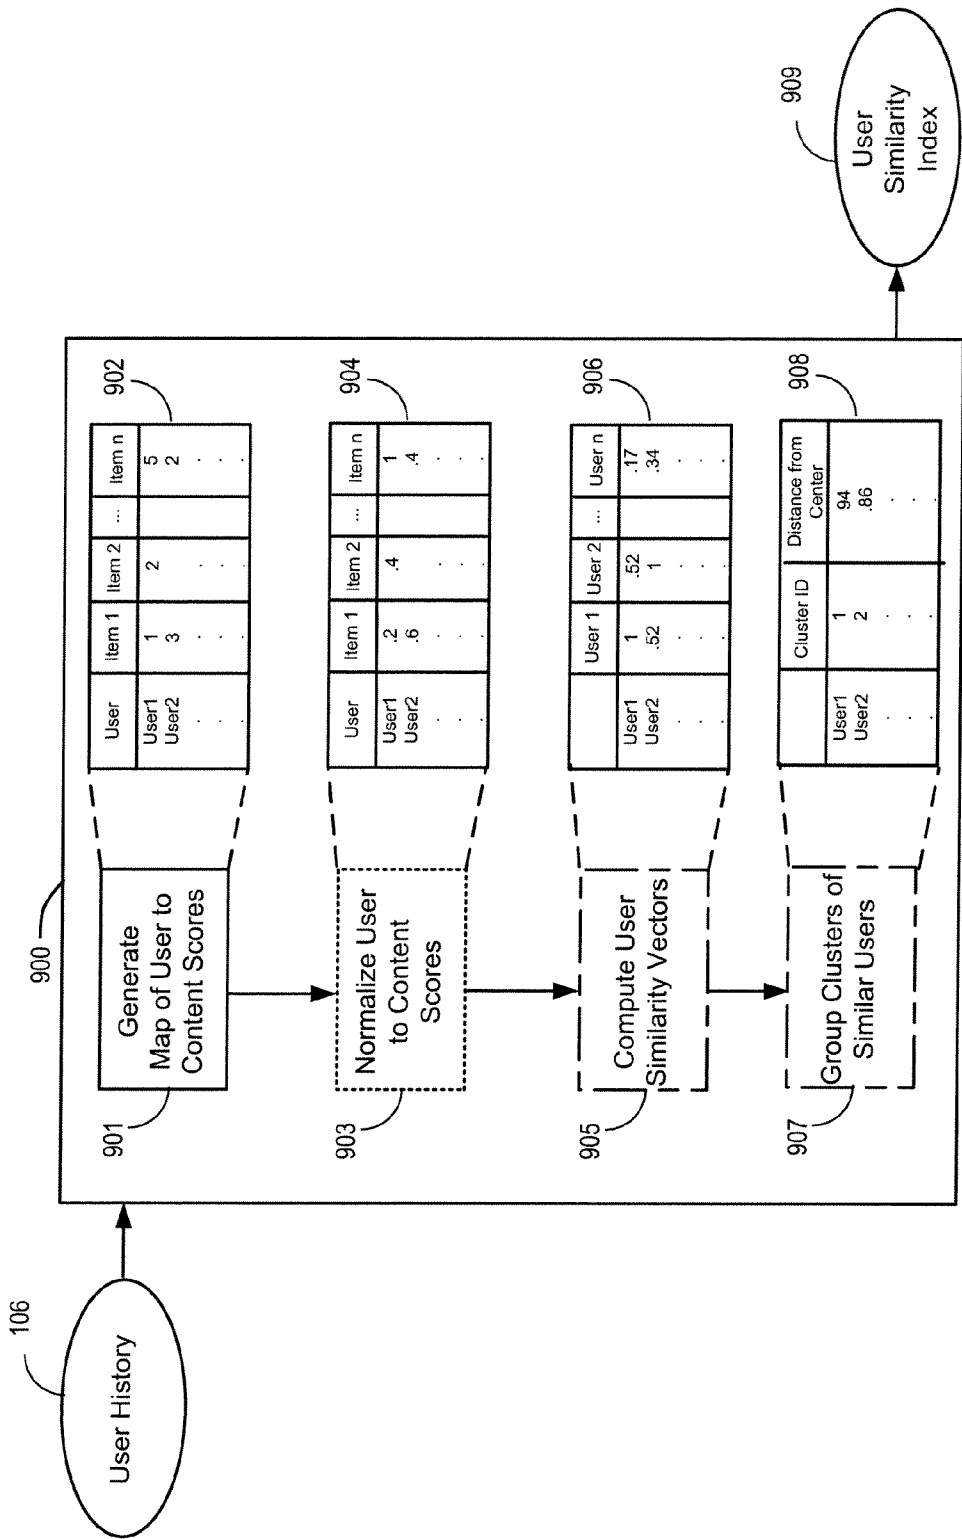 106
User History
900
901
Generate
Map of User to
Content Scores
902
User Item 1 Item 2 ... Item n
User1 1 2 5
User2 3 2
. . . .
. . . .
. . . .
903
Normalize User
to Content
Scores
904
User Item 1 Item 2 ... Item n
User1 .2 .4 1
User2 .6 .4
. . . .
. . . .
. . . .
905
Compute User
Similarity Vectors
906
User 1 User 2 ... User n
User1 1 .52 .17
User2 .52 1 .34
. . . .
. . . .
. . . .
907
Group Clusters of
Similar Users
908
Cluster ID Distance from
Center
User1 1 94
User2 2 .86
. . .
. . .
. . .
909
User
Similarity
Index